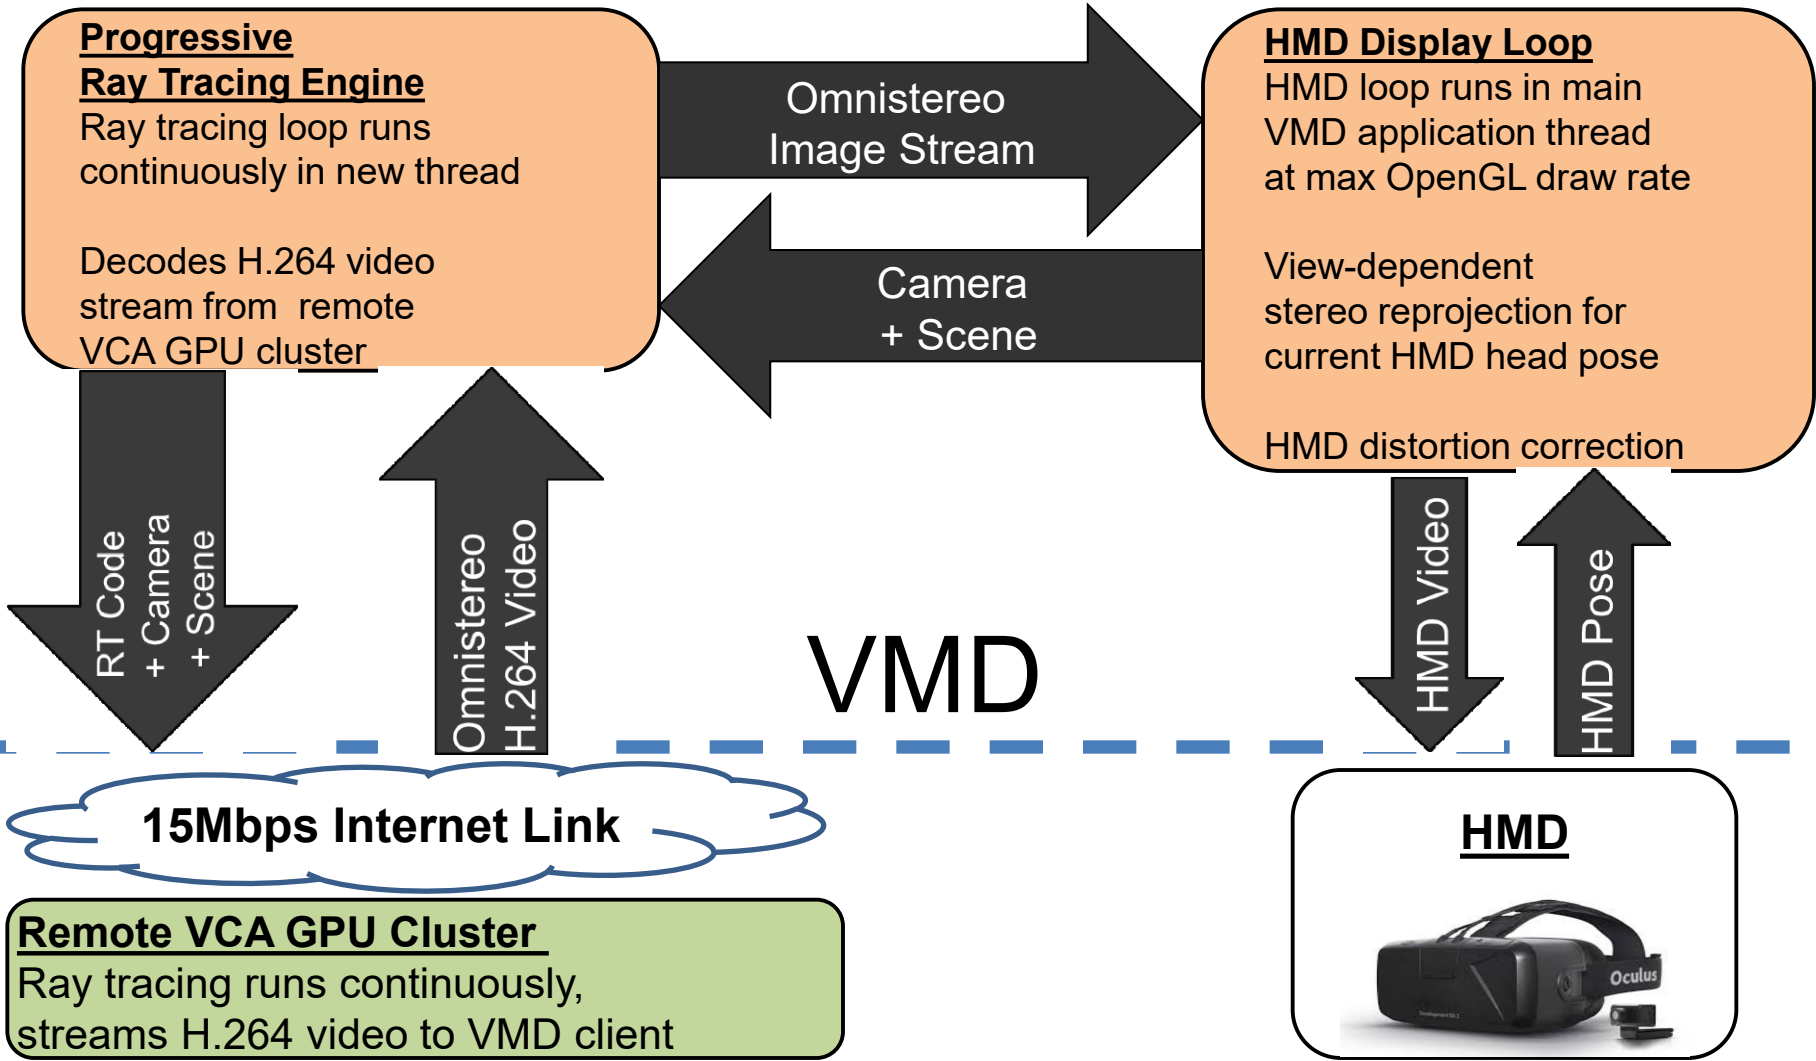 Progressive
Ray Tracing Engine
Ray tracing loop runs
continuously in new thread
Decodes H.264 video
stream from remote
VCA GPU cluster
Omnistereo
Image Stream
Camera
+ Scene
HMD Display Loop
HMD loop runs in main
VMD application thread
at max OpenGL draw rate
View-dependent
stereo reprojection for
current HMD head pose
HMD distortion correction
RT Code
+ Camera
+ Scene
Omnistereo
H.264 Video
VMD
HMD Video
HMD Pose
15Mbps Internet Link
Remote VCA GPU Cluster
Ray tracing runs continuously,
streams H.264 video to VMD client
HMD
Oculus